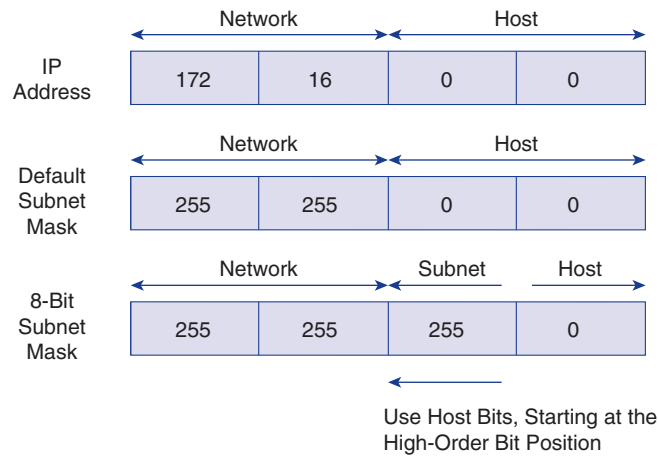 Network Host
IP
Address
172 16 0 0
Network Host
Default
Subnet
Mask
255 255 0 0
Network Subnet Host
8-Bit
Subnet
Mask
255 255 255 0
Use Host Bits, Starting at the
High-Order Bit Position